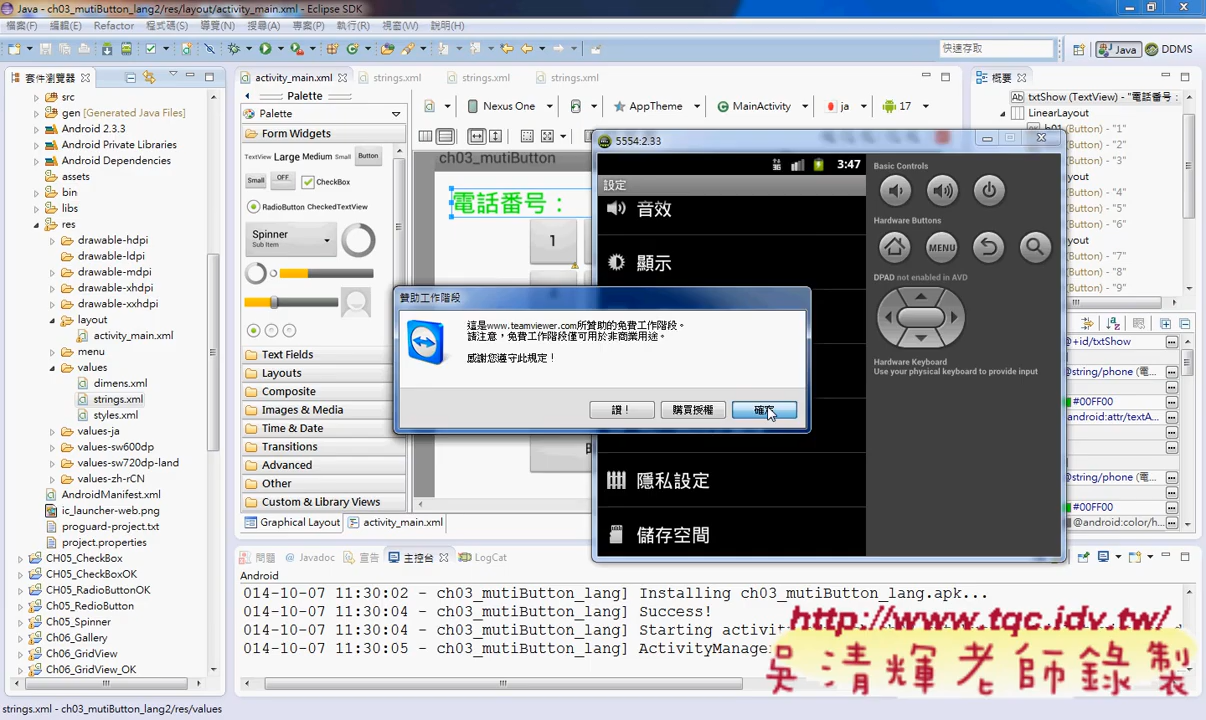 Java - ch03_mutiButton_lang2/res/layout/activity_main.xml - Eclipse SDK
檔案(F) 編輯(E) Refactor 程式碼(S) 導覽(N) 搜尋(A) 專案(P) 執行(R) 視窗(W) 說明(H)
快速存取
Java
DDMS
套件瀏覽器
src
gen [Generated Java Files]
Android 2.3.3
Android Private Libraries
Android Dependencies
assets
bin
libs
res
drawable-hdpi
drawable-ldpi
drawable-mdpi
drawable-xhdpi
drawable-xxhdpi
layout
activity_main.xml
menu
values
dimens.xml
strings.xml
styles.xml
values-ja
values-sw600dp
values-sw720dp-land
values-zh-rCN
AndroidManifest.xml
ic_launcher-web.png
proguard-project.txt
project.properties
CH05_CheckBox
CH05_CheckBoxOK
CH05_RadioButtonOK
Ch05_RedioButton
Ch05_Spinner
Ch06_Gallery
Ch06_GridView
Ch06_GridView_OK
activity_main.xml
strings.xml
strings.xml
strings.xml
Palette
Palette
Form Widgets
TextView Large Medium Small Button
Small OFF CheckBox
RadioButton CheckedTextView
Spinner
Sub Item
Text Fields
Layouts
Composite
Images & Media
Time & Date
Transitions
Advanced
Other
Custom & Library Views
Graphical Layout
activity_main.xml
Nexus One
AppTheme
MainActivity
ja
17
ch03_mutiButton
電話番号：
1
5554:2.33
3:47
設定
音效
顯示
隱私設定
儲存空間
Basic Controls
Hardware Buttons
MENU
DPAD not enabled in AVD
Hardware Keyboard
Use your physical keyboard to provide input
贊助工作階段
這是www.teamviewer.com所贊助的免費工作階段。
請注意，免費工作階段僅可用於非商業用途。
感謝您遵守此規定！
讚！
購買授權
確定
概要
txtShow (TextView) - "電話番号：
LinearLayout
(Button) - "1"
(Button) - "2"
(Button) - "3"
(Button) - "4"
(Button) - "5"
(Button) - "6"
(Button) - "7"
(Button) - "8"
(Button) - "9"
@+id/txtShow
@string/phone (電...
#00FF00
android:attr/textA...
@string/phone (電...
#00FF00
@android:color/h...
問題
Javadoc
宣告
主控台
LogCat
Android
014-10-07 11:30:02 - ch03_mutiButton_lang] Installing ch03_mutiButton_lang.apk...
014-10-07 11:30:04 - ch03_mutiButton_lang] Success!
014-10-07 11:30:04 - ch03_mutiButton_lang] Starting activi
014-10-07 11:30:05 - ch03_mutiButton_lang] ActivityManage
http://www.tqc.idv.tw/
吳清輝老師錄製
strings.xml - ch03_mutiButton_lang2/res/values